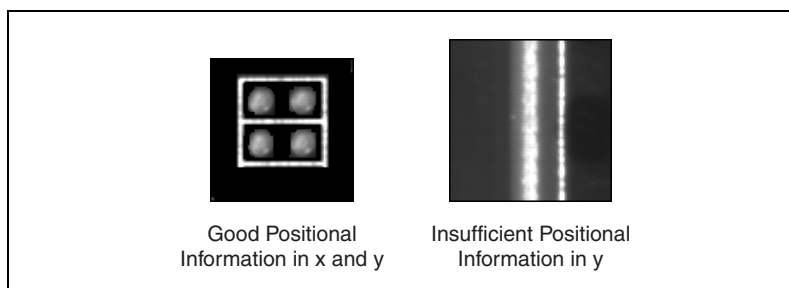 Good Positional
Information in x and y
Insufficient Positional
Information in y